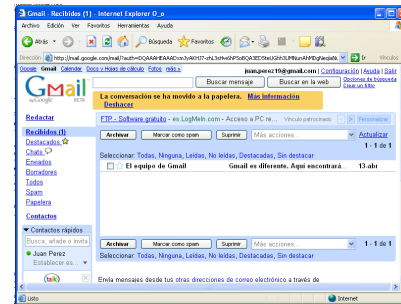 Gmail - Recibidos (1) - Internet Explorer O_o
Archivo Edición Ver Favoritos Herramientas Ayuda
Atrás Búsqueda Favoritos
Dirección Ir Vínculos
Google Gmail Calendar Docs y Hojas de cálculo Fotos más »
juan.perez19@gmail.com | Configuración | Ayuda | Salir
Gmail by Google
Buscar mensaje Buscar en la web Opciones de búsqueda
Crear un filtro
La conversación se ha movido a la papelera. Más información
Deshacer
Redactar
Recibidos (1)
Destacados
Chats
Enviados
Borradores
Todos
Spam
Papelera
Contactos
Contactos rápidos
Busca, añade o invita
Juan Perez
Establecer es...
talk
FTP - Software gratuito - es.LogMeIn.com - Acceso a PC re... Vínculo patrocinado < > Personalizar
Archivar Marcar como spam Suprimir Más acciones... Actualizar
1 - 1 de 1
Seleccionar: Todas, Ninguna, Leídas, No leídas, Destacadas, Sin destacar
El equipo de Gmail Gmail es diferente. Aquí encontrará... 13-abr
Archivar Marcar como spam Suprimir Más acciones... 1 - 1 de 1
Seleccionar: Todas, Ninguna, Leídas, No leídas, Destacadas, Sin destacar
Envía mensajes desde tus otras direcciones de correo electrónico a través de
Listo Internet